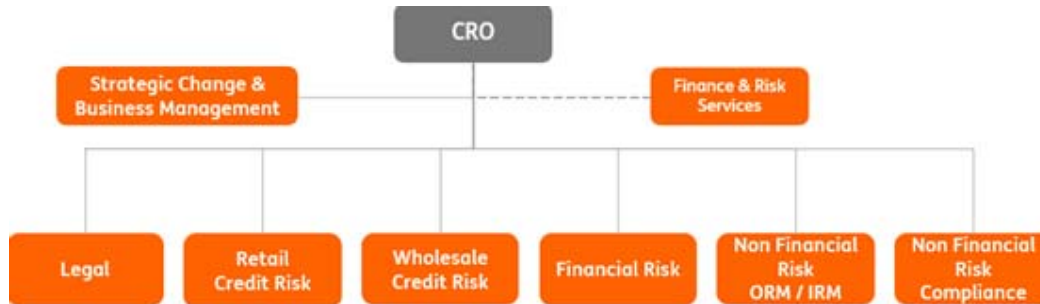 CRO
Strategic Change &
Business Management
Finance & Risk
Services
Legal
Retail
Credit Risk
Wholesale
Credit Risk
Financial Risk
Non Financial
Risk
ORM / IRM
Non Financial
Risk
Compliance